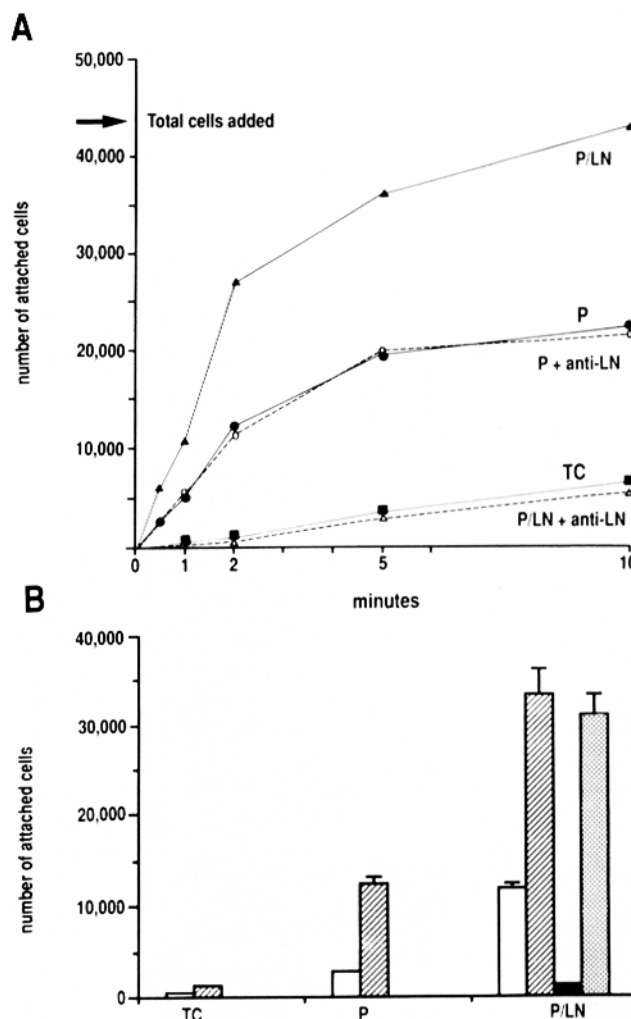 A
50,000
Total cells added
40,000
P/LN
30,000
number of attached cells
P
20,000
P + anti-LN
10,000
TC
P/LN + anti-LN
0 1 2 5 10
minutes
B
40,000
30,000
number of attached cells
20,000
10,000
0
TC P P/LN